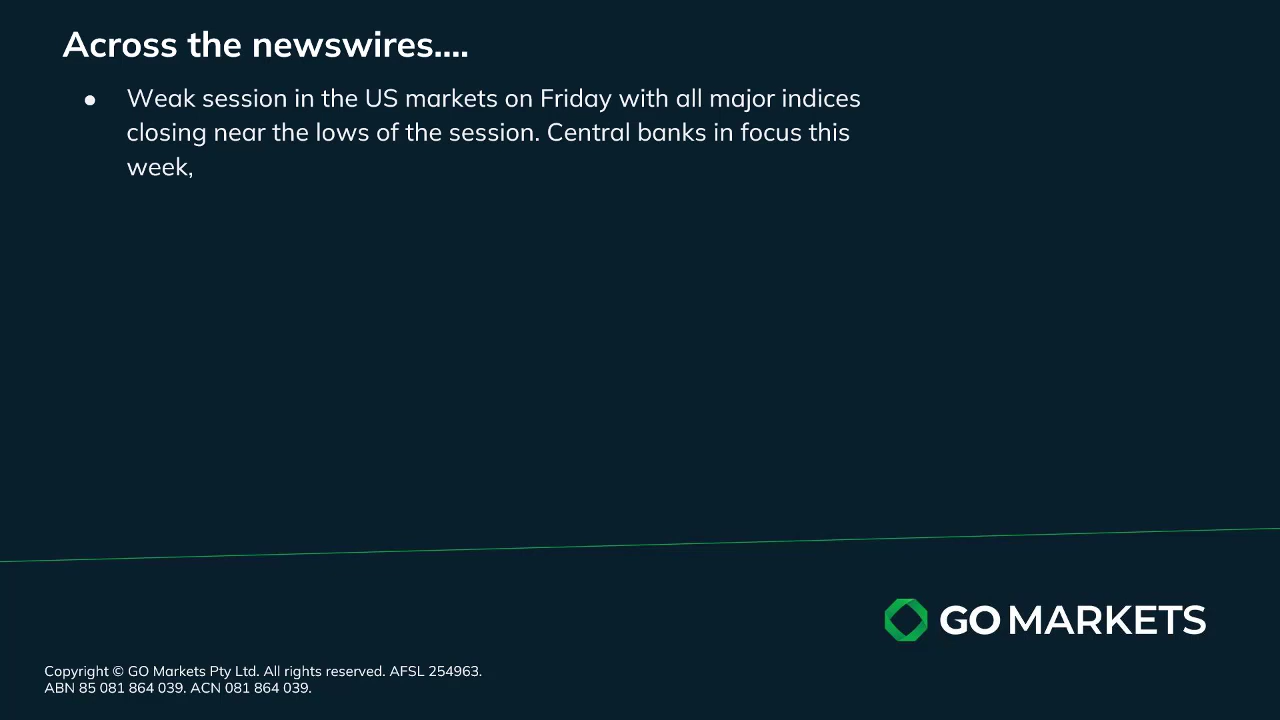 Across the newswires....
● Weak session in the US markets on Friday with all major indices
closing near the lows of the session. Central banks in focus this
week,
GO MARKETS
Copyright © GO Markets Pty Ltd. All rights reserved. AFSL 254963.
ABN 85 081 864 039. ACN 081 864 039.